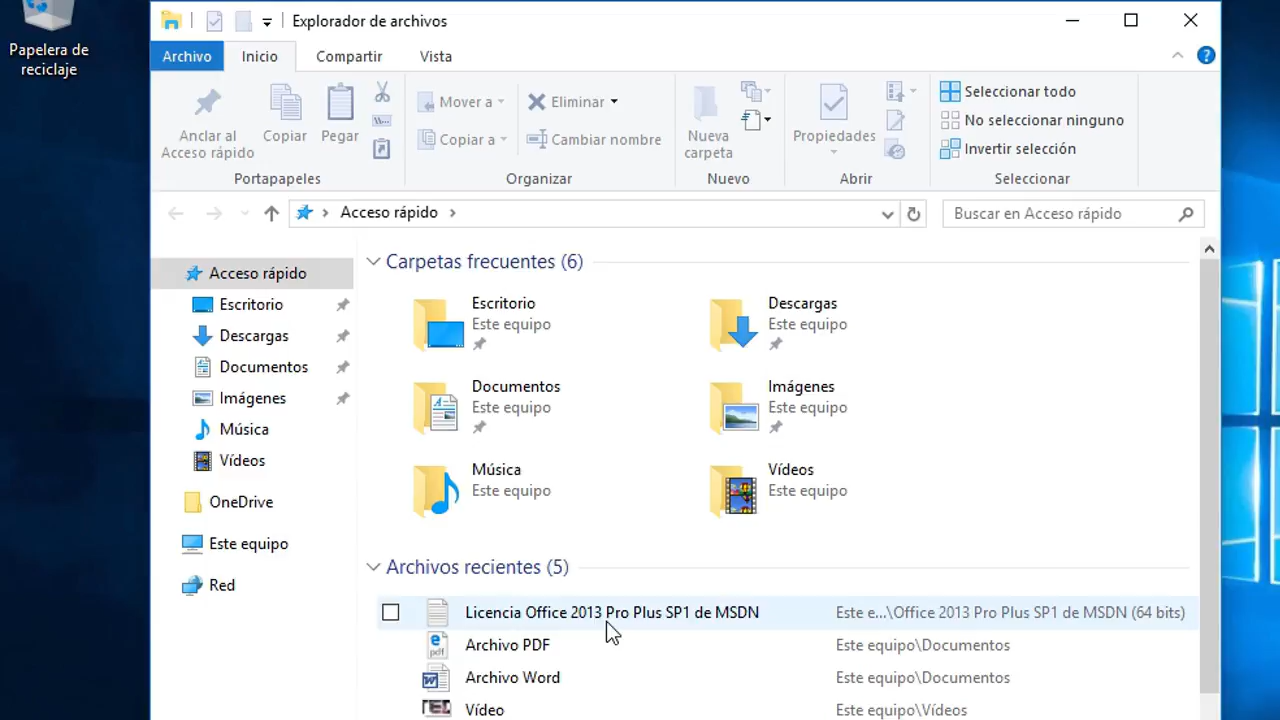 Papelera de
reciclaje
Explorador de archivos
Archivo
Inicio
Compartir
Vista
Anclar al
Acceso rápido
Copiar
Pegar
Mover a
Copiar a
Eliminar
Cambiar nombre
Nueva
carpeta
Propiedades
Seleccionar todo
No seleccionar ninguno
Invertir selección
Portapapeles
Organizar
Nuevo
Abrir
Seleccionar
Acceso rápido
Buscar en Acceso rápido
Acceso rápido
Escritorio
Descargas
Documentos
Imágenes
Música
Vídeos
OneDrive
Este equipo
Red
Carpetas frecuentes (6)
Escritorio
Este equipo
Descargas
Este equipo
Documentos
Este equipo
Imágenes
Este equipo
Música
Este equipo
Vídeos
Este equipo
Archivos recientes (5)
Licencia Office 2013 Pro Plus SP1 de MSDN Este e...\Office 2013 Pro Plus SP1 de MSDN (64 bits)
Archivo PDF Este equipo\Documentos
Archivo Word Este equipo\Documentos
Vídeo Este equipo\Vídeos